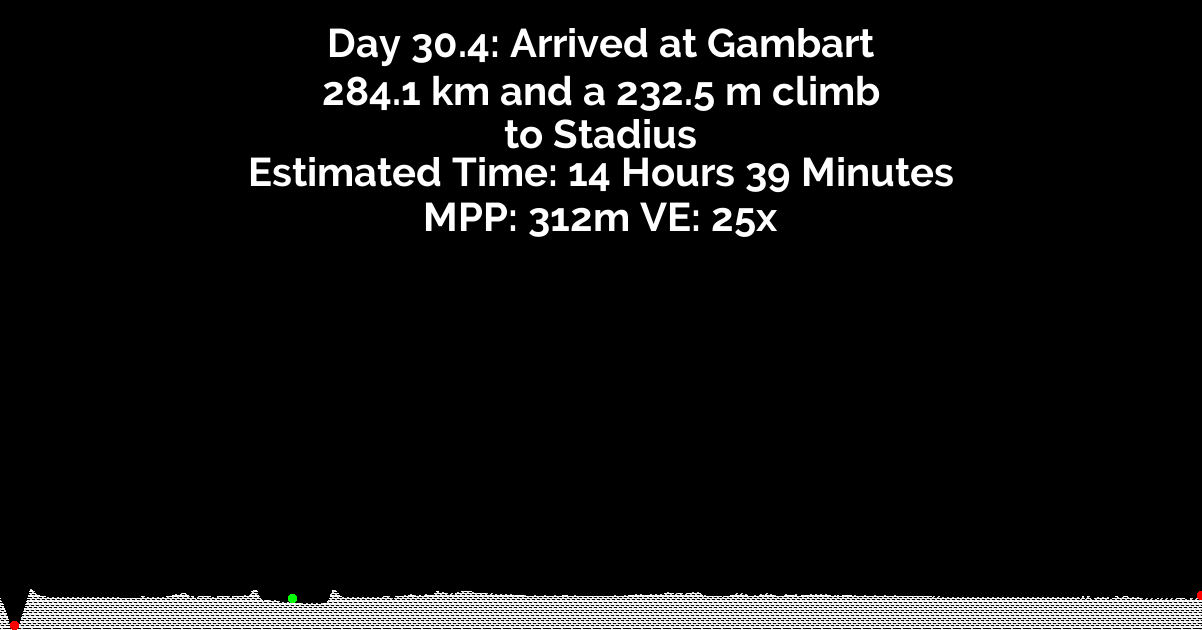 Day 30.4: Arrived at Gambart
284.1 km and a 232.5 m climb
to Stadius
Estimated Time: 14 Hours 39 Minutes
MPP: 312m VE: 25x